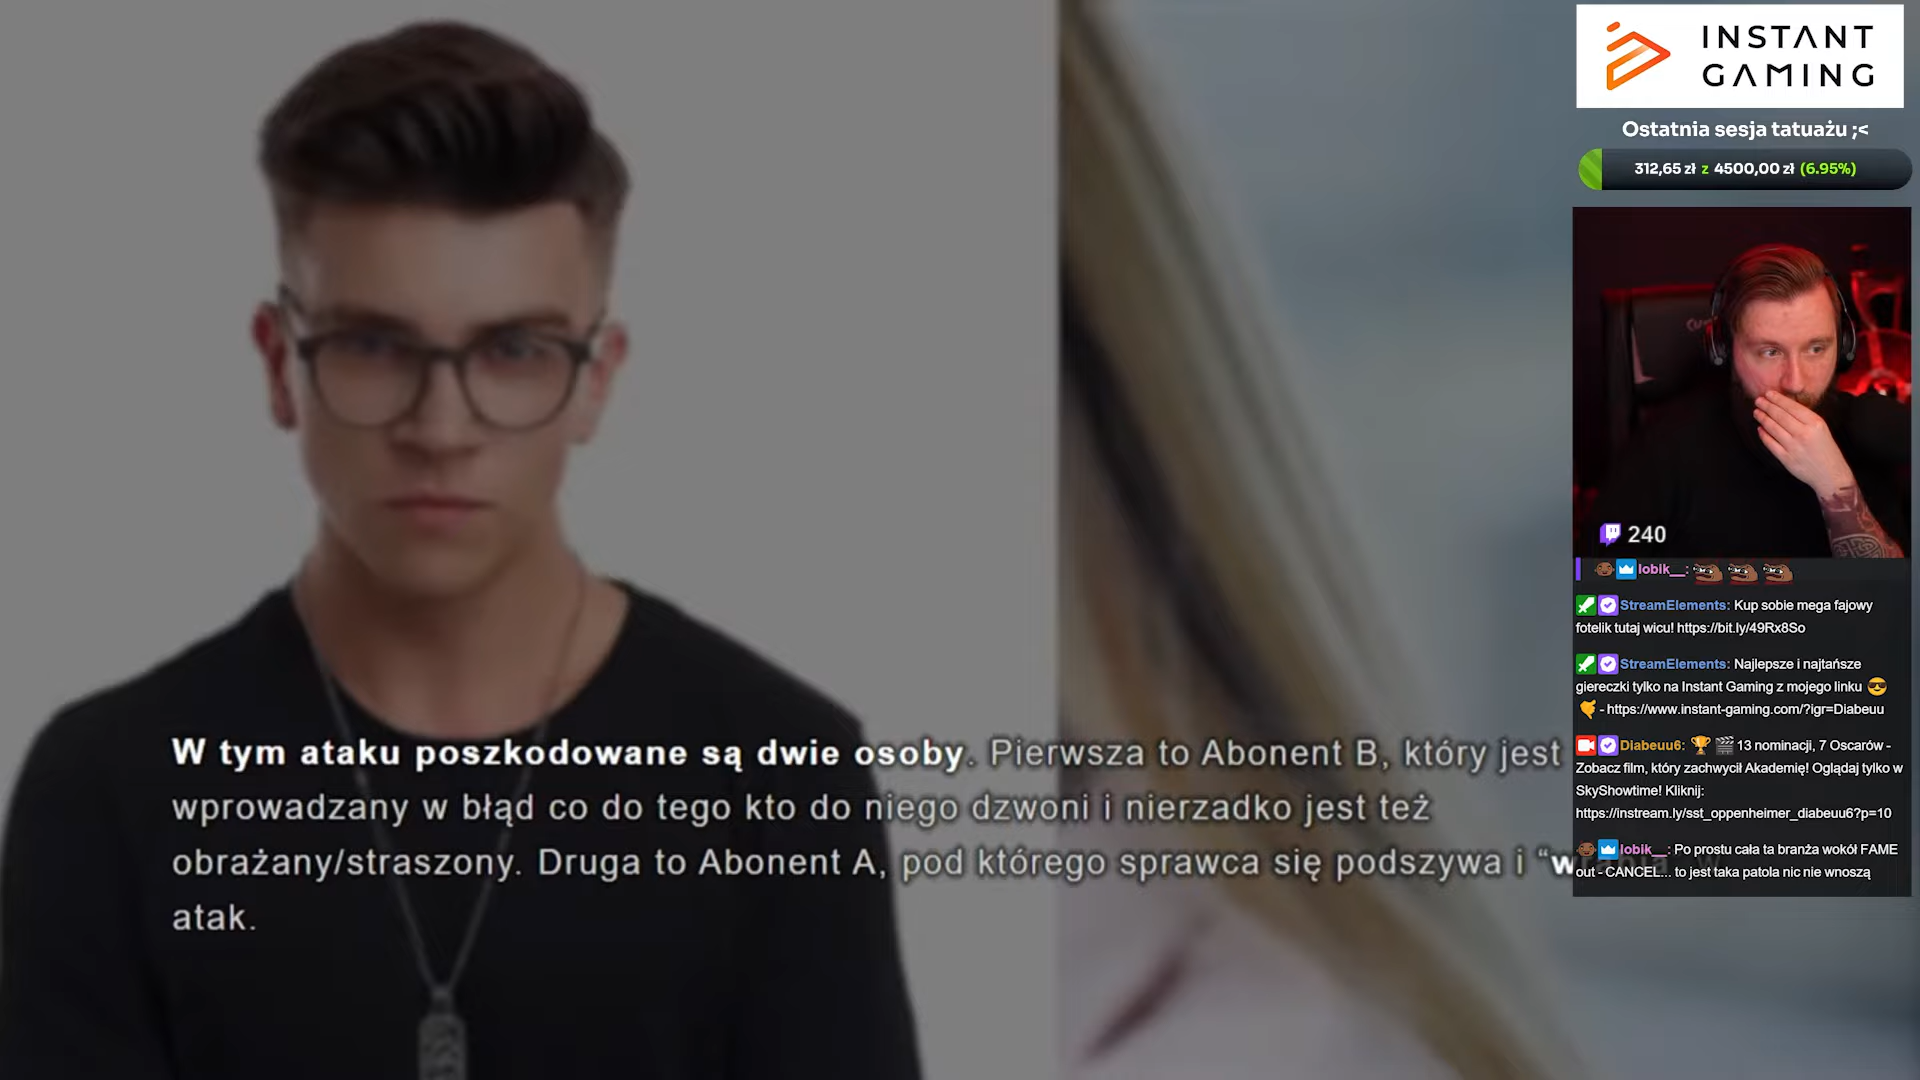 INSTANT
GAMING
Ostatnia sesja tatuażu ;<
312,65 zł z 4500,00 zł (6.95%)
240
lobik__:
StreamElements: Kup sobie mega fajowy
fotelik tutaj wicu! https://bit.ly/49Rx8So
StreamElements: Najlepsze i najtańsze
giereczki tylko na Instant Gaming z mojego linku 😎
🤙 - https://www.instant-gaming.com/?igr=Diabeuu
Diabeuu6: 🏆 🎬 13 nominacji, 7 Oscarów -
Zobacz film, który zachwycił Akademię! Oglądaj tylko w
SkyShowtime! Kliknij:
https://instream.ly/sst_oppenheimer_diabeuu6?p=10
lobik__: Po prostu cała ta branża wokół FAME
out - CANCEL... to jest taka patola nic nie wnoszą
W tym ataku poszkodowane są dwie osoby. Pierwsza to Abonent B, który jest
wprowadzany w błąd co do tego kto do niego dzwoni i nierzadko jest też
obrażany/straszony. Druga to Abonent A, pod którego sprawca się podszywa i
atak.